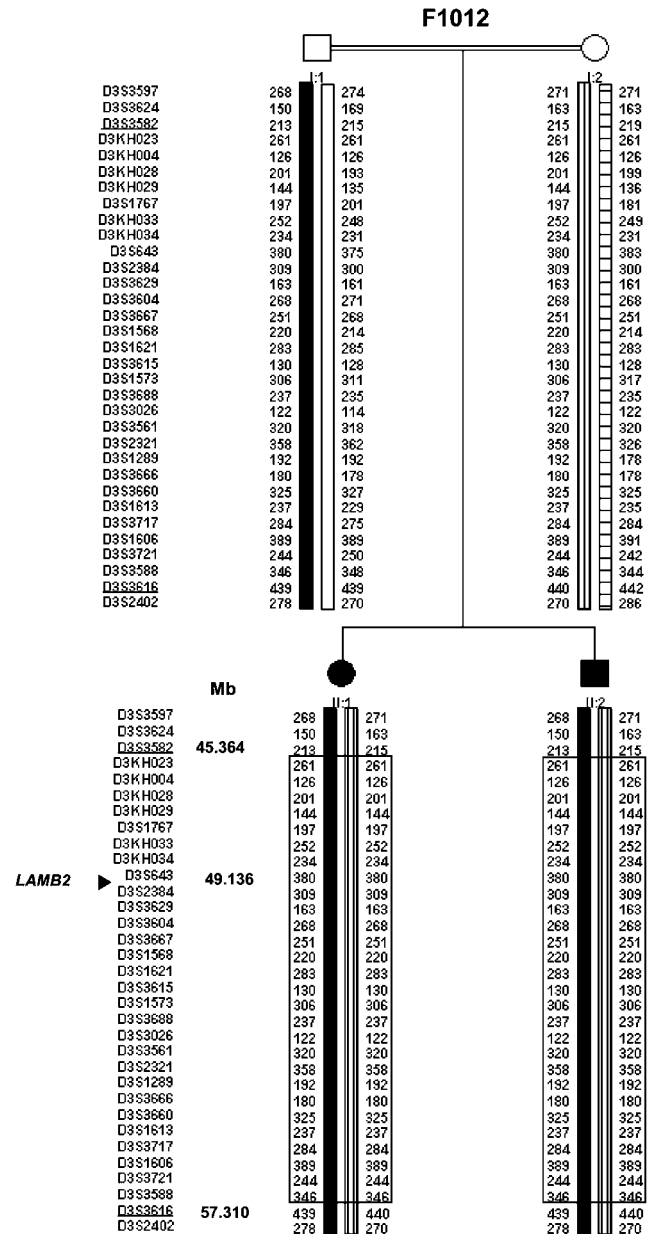 F1012
I:1 I:2
D3S3597 268 274 271 271
D3S3624 150 169 163 163
D3S3582 213 215 215 219
D3KH023 261 261 261 261
D3KH004 126 126 126 126
D3KH028 201 193 201 199
D3KH029 144 135 144 136
D3S1767 197 201 197 181
D3KH033 252 248 252 249
D3KH034 234 231 234 231
D3S643 380 375 380 383
D3S2384 309 300 309 300
D3S3629 163 161 163 161
D3S3604 268 271 268 268
D3S3667 251 268 251 251
D3S1568 220 214 220 214
D3S1621 283 285 283 283
D3S3615 130 128 130 128
D3S1573 306 311 306 317
D3S3688 237 235 237 235
D3S3026 122 114 122 122
D3S3561 320 318 320 320
D3S2321 358 362 358 326
D3S1289 192 192 192 178
D3S3666 180 178 180 178
D3S3660 325 327 325 325
D3S1613 237 229 237 235
D3S3717 284 275 284 284
D3S1606 389 389 389 391
D3S3721 244 250 244 242
D3S3588 346 348 346 344
D3S3616 439 439 440 442
D3S2402 278 270 270 286
Mb
II:1 II:2
D3S3597 268 271 268 271
D3S3624 150 163 150 163
D3S3582 45.364 213 215 213 215
D3KH023 261 261 261 261
D3KH004 126 126 126 126
D3KH028 201 201 201 201
D3KH029 144 144 144 144
D3S1767 197 197 197 197
D3KH033 252 252 252 252
D3KH034 234 234 234 234
LAMB2 D3S643 49.136 380 380 380 380
D3S2384 309 309 309 309
D3S3629 163 163 163 163
D3S3604 268 268 268 268
D3S3667 251 251 251 251
D3S1568 220 220 220 220
D3S1621 283 283 283 283
D3S3615 130 130 130 130
D3S1573 306 306 306 306
D3S3688 237 237 237 237
D3S3026 122 122 122 122
D3S3561 320 320 320 320
D3S2321 358 358 358 358
D3S1289 192 192 192 192
D3S3666 180 180 180 180
D3S3660 325 325 325 325
D3S1613 237 237 237 237
D3S3717 284 284 284 284
D3S1606 389 389 389 389
D3S3721 244 244 244 244
D3S3588 346 346 346 346
D3S3616 57.310 439 440 439 440
D3S2402 278 270 278 270